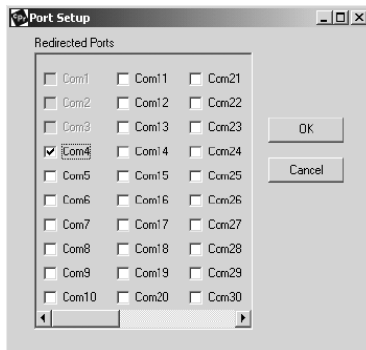 CPR Port Setup
Redirected Ports
Com1 Com11 Com21
Com2 Com12 Com22
Com3 Com13 Com23
Com4 Com14 Com24
Com5 Com15 Com25
Com6 Com16 Com26
Com7 Com17 Com27
Com8 Com18 Com28
Com9 Com19 Com29
Com10 Com20 Com30
OK
Cancel